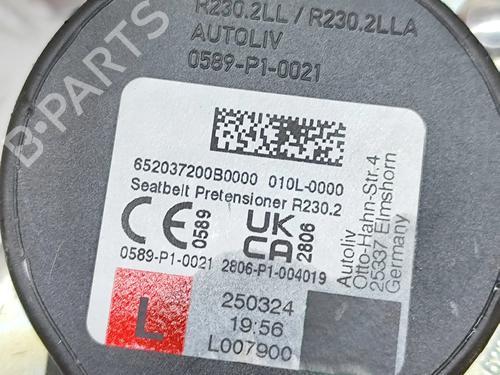 R230.2LL / R230.2LLA
AUTOLIV
0589-P1-0021
652037200B0000 010L-0000
Seatbelt Pretensioner R230.2
CE 0589
UK CA 2806
0589-P1-0021 2806-P1-004019
Autoliv
Otto-Hahn-Str.4
25337 Elmshorn
Germany
L
250324
19:56
L007900
B-PARTS